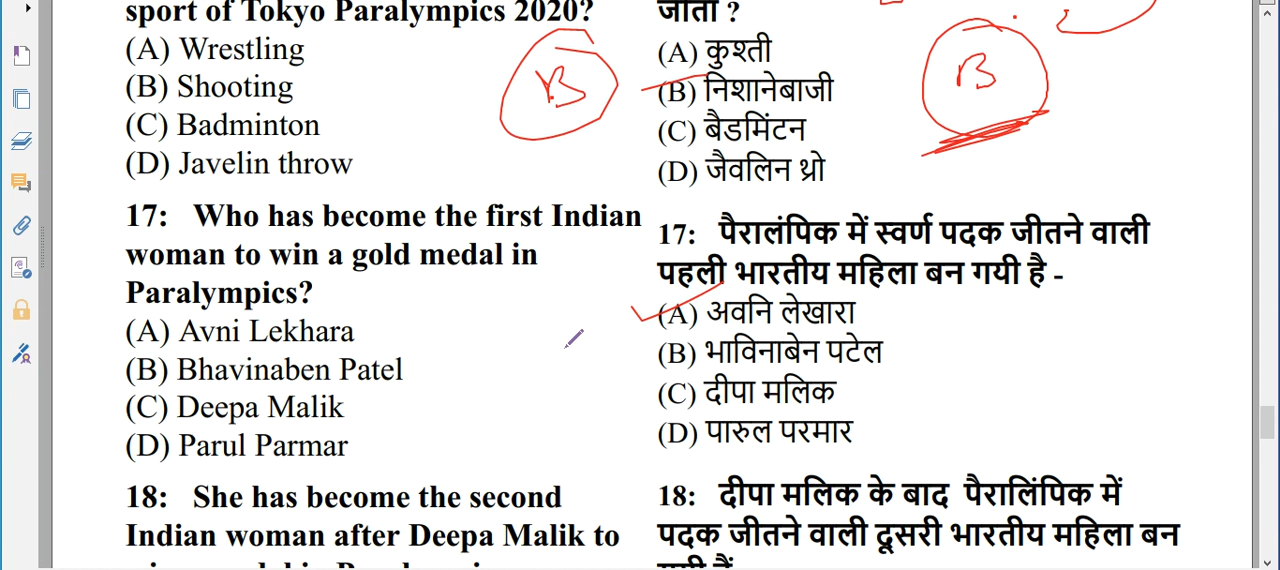 sport of Tokyo Paralympics 2020?
(A) Wrestling
(B) Shooting
(C) Badminton
(D) Javelin throw
B
17: Who has become the first Indian
woman to win a gold medal in
Paralympics?
(A) Avni Lekhara
(B) Bhavinaben Patel
(C) Deepa Malik
(D) Parul Parmar
18: She has become the second
Indian woman after Deepa Malik to
जीता ?
(A) कुश्ती
(B) निशानेबाजी
(C) बैडमिंटन
(D) जैवलिन थ्रो
B
17: पैरालंपिक में स्वर्ण पदक जीतने वाली
पहली भारतीय महिला बन गयी है -
(A) अवनि लेखारा
(B) भाविनाबेन पटेल
(C) दीपा मलिक
(D) पारुल परमार
18: दीपा मलिक के बाद पैरालिंपिक में
पदक जीतने वाली दूसरी भारतीय महिला बन